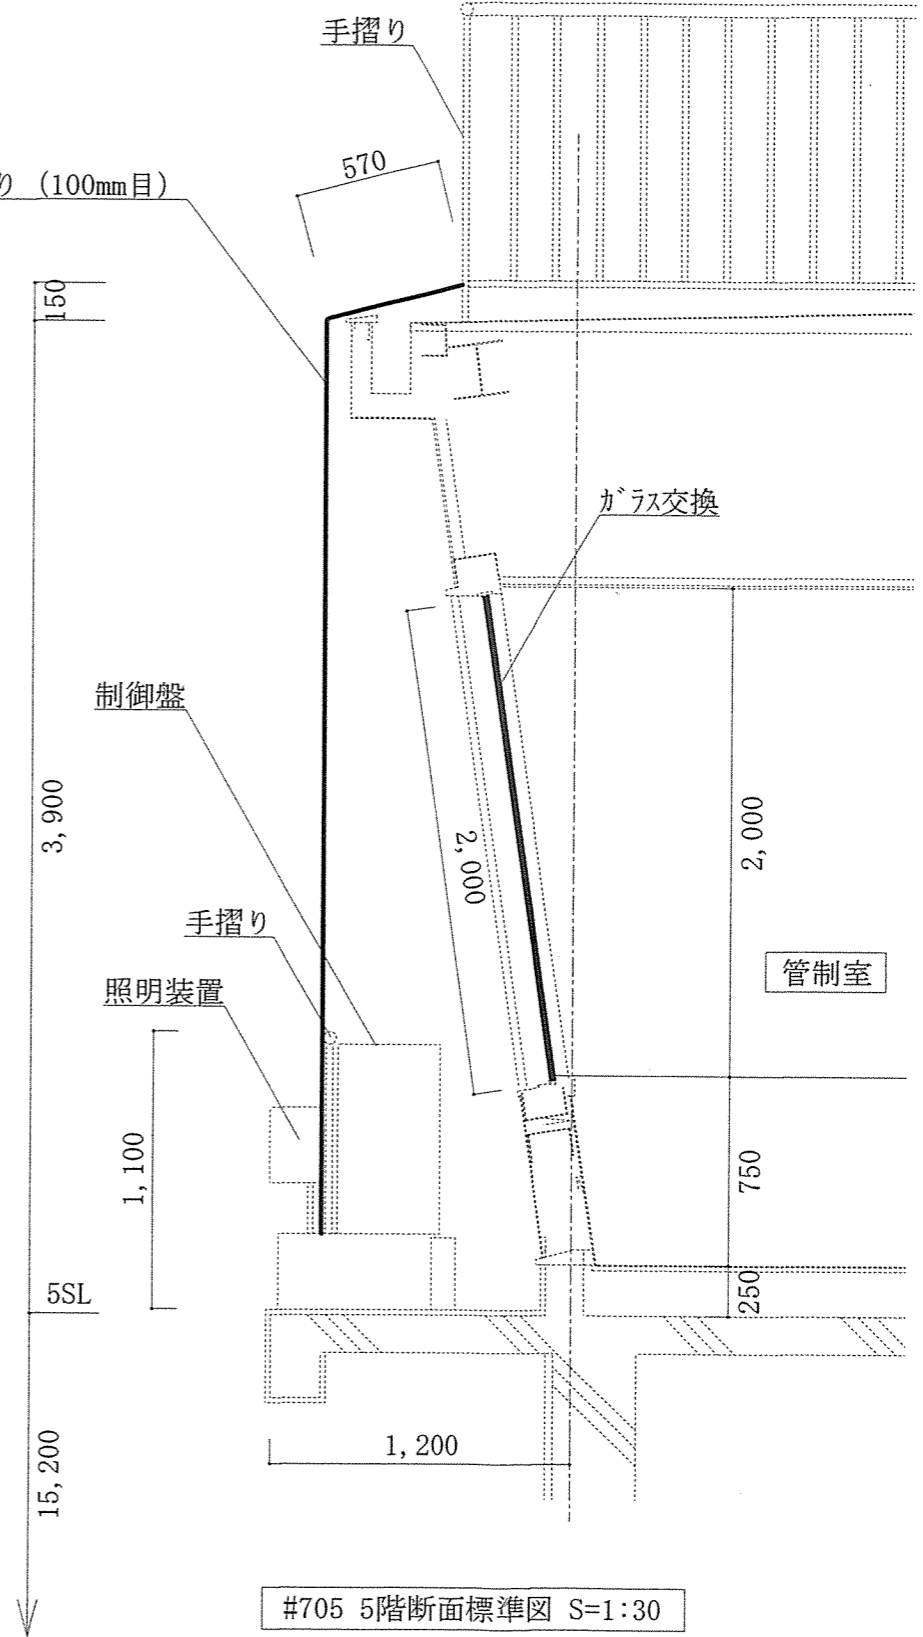 手摺り
570
り (100mm目)
150
ガラス交換
制御盤
3,900
2,000
2,000
手摺り
管制室
照明装置
1,100
750
5SL
250
1,200
15,200
#705 5階断面標準図 S=1:30